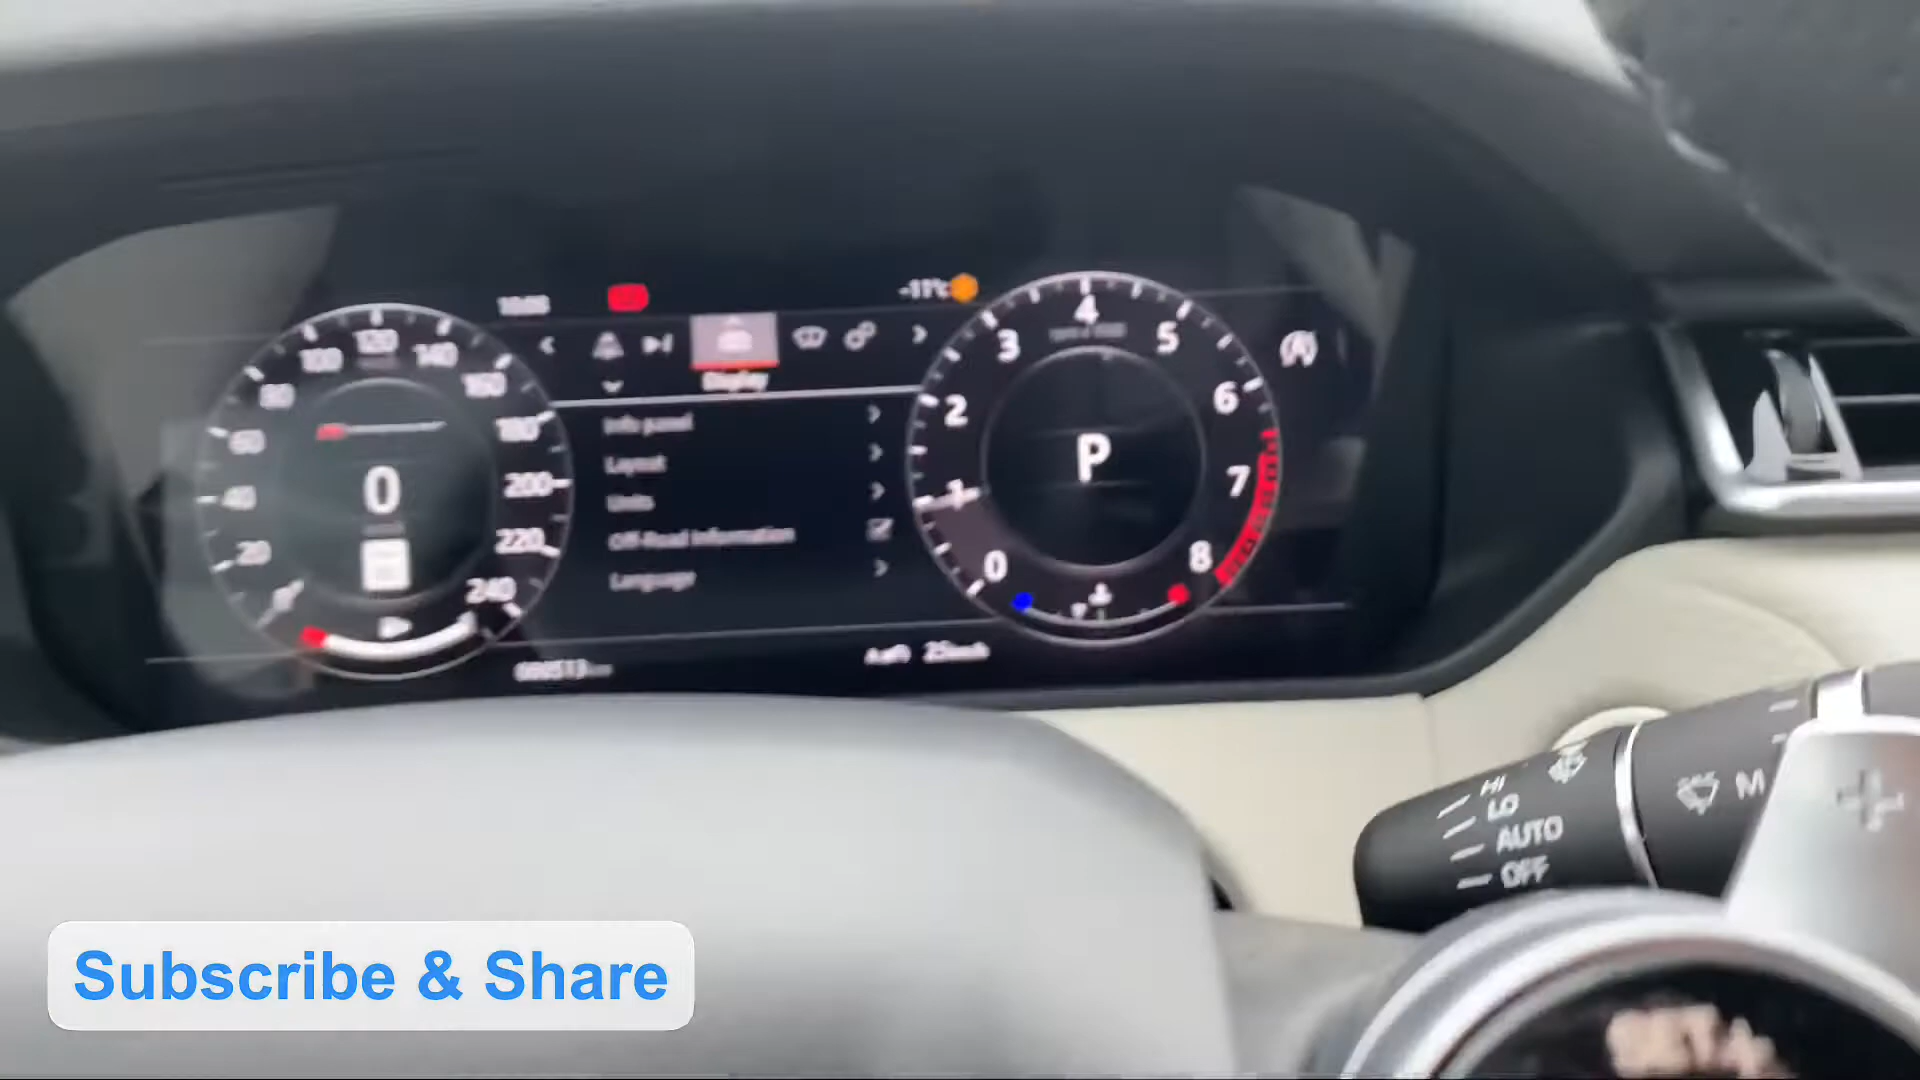 -11°c
100 120 140
80 160
60 180
40 200
20 220
240
0
Display
Info panel
Layout
Units
Off-Road Information
Language
0 1 2 3 4 5 6 7 8
P
HI
LO
AUTO
OFF
M
+
Subscribe & Share